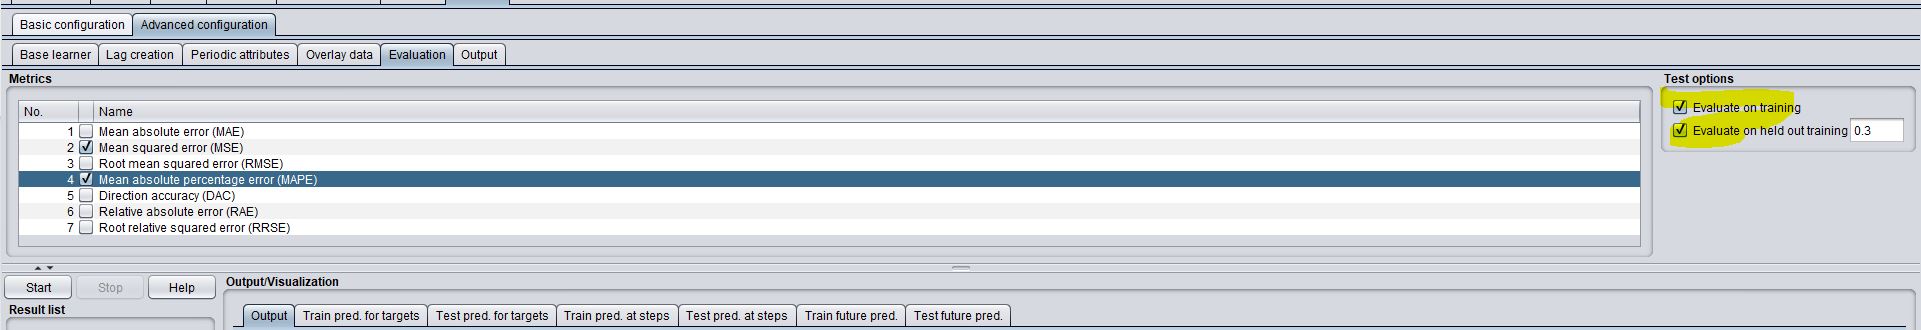 Basic configuration Advanced configuration
Base learner Lag creation Periodic attributes Overlay data Evaluation Output
Metrics Test options
No. Name
1 Mean absolute error (MAE)
2 Mean squared error (MSE)
3 Root mean squared error (RMSE)
4 Mean absolute percentage error (MAPE)
5 Direction accuracy (DAC)
6 Relative absolute error (RAE)
7 Root relative squared error (RRSE)
Evaluate on training
Evaluate on held out training 0.3
Start Stop Help
Result list
Output/Visualization
Output Train pred. for targets Test pred. for targets Train pred. at steps Test pred. at steps Train future pred. Test future pred.